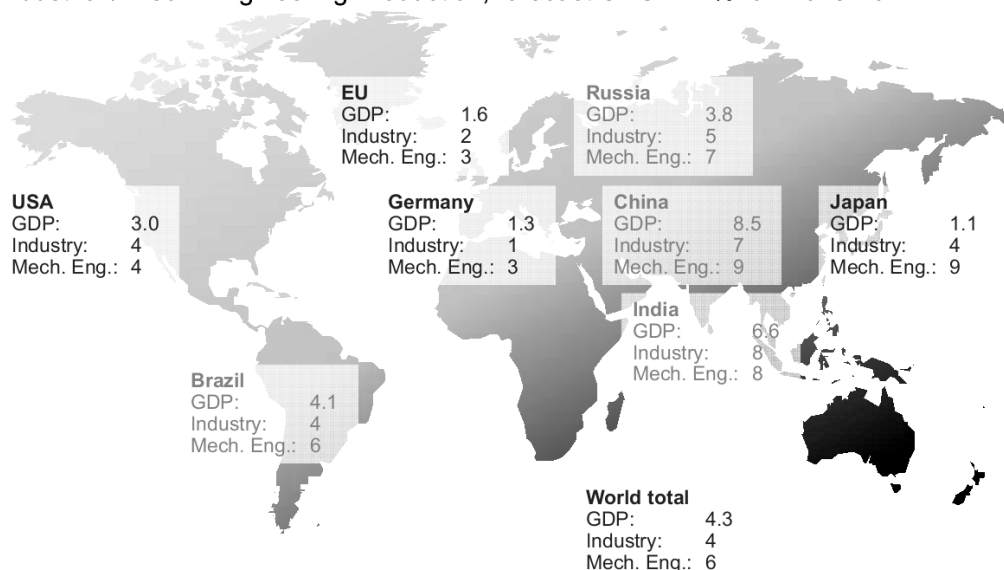 EU
GDP: 1.6
Industry: 2
Mech. Eng.: 3
Russia
GDP: 3.8
Industry: 5
Mech. Eng.: 7
USA
GDP: 3.0
Industry: 4
Mech. Eng.: 4
Germany
GDP: 1.3
Industry: 1
Mech. Eng.: 3
China
GDP: 8.5
Industry: 7
Mech. Eng.: 9
Japan
GDP: 1.1
Industry: 4
Mech. Eng.: 9
India
GDP: 6.6
Industry: 8
Mech. Eng.: 8
Brazil
GDP: 4.1
Industry: 4
Mech. Eng.: 6
World total
GDP: 4.3
Industry: 4
Mech. Eng.: 6